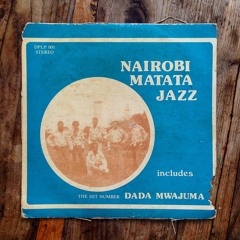 DPLP 001
STEREO
NAIROBI
MATATA
JAZZ
includes
THE HIT NUMBER DADA MWAJUMA